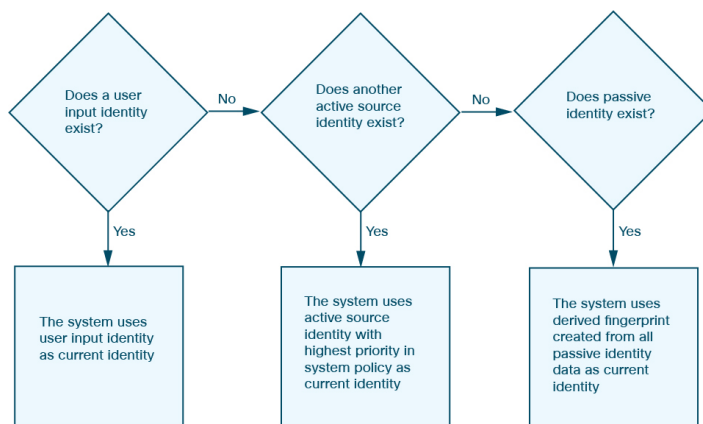 Does a user
input identity
exist?
No
Does another
active source
identity exist?
No
Does passive
identity exist?
Yes
Yes
Yes
The system uses
user input identity
as current identity
The system uses
active source
identity with
highest priority in
system policy as
current identity
The system uses
derived fingerprint
created from all
passive identity
data as current
identity